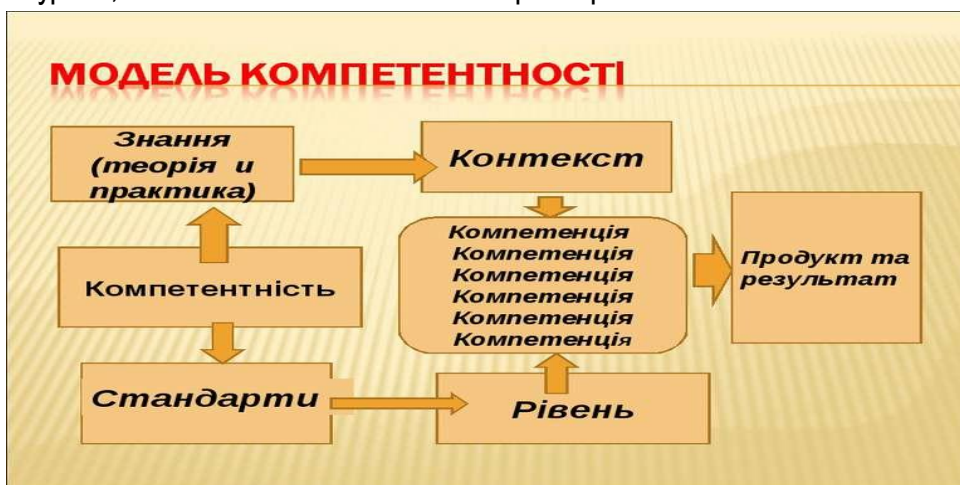 МОДЕЛЬ КОМПЕТЕНТНОСТІ
Знання
(теорія и
практика)
Контекст
Компетенція
Компетенція
Компетенція
Компетенція
Компетенція
Компетенція
Продукт та
результат
Компетентність
Стандарти
Рівень